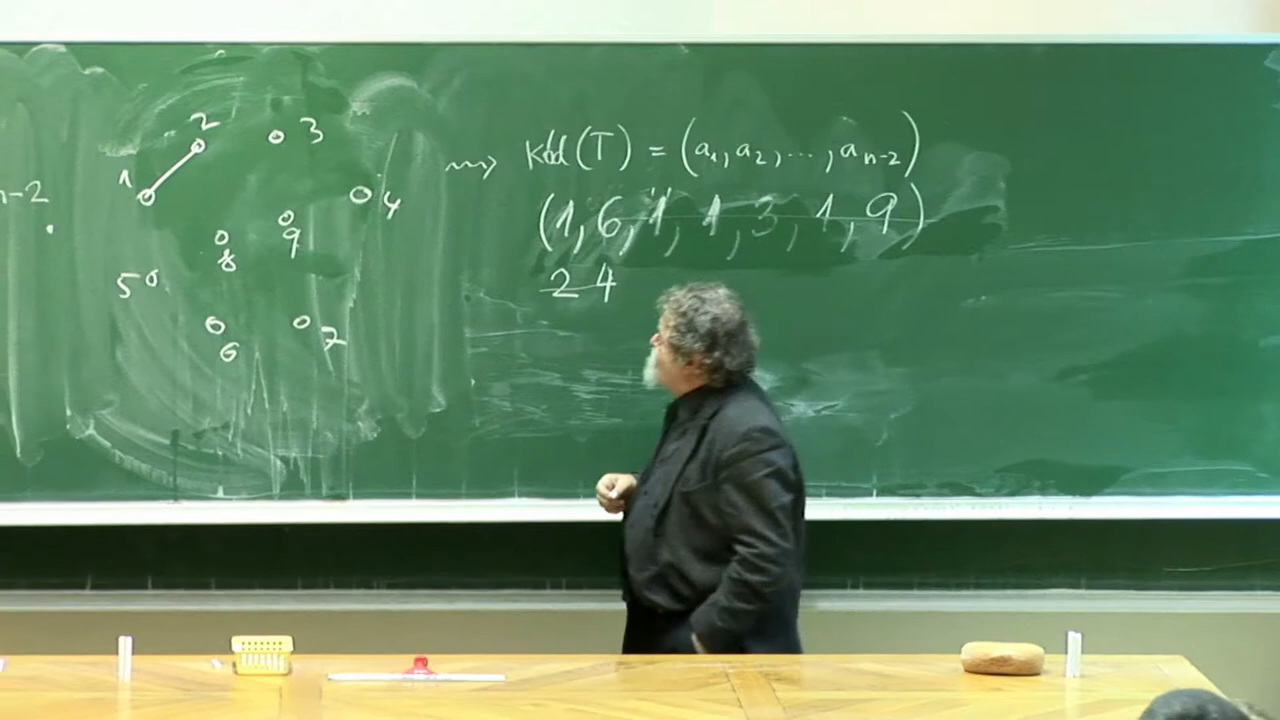 n-2
1 2 3
4
8 9
5
6 7
Kód(T) = (a₁, a₂, ..., aₙ₋₂)
(1, 6, 1, 1, 3, 1, 9)
2 4